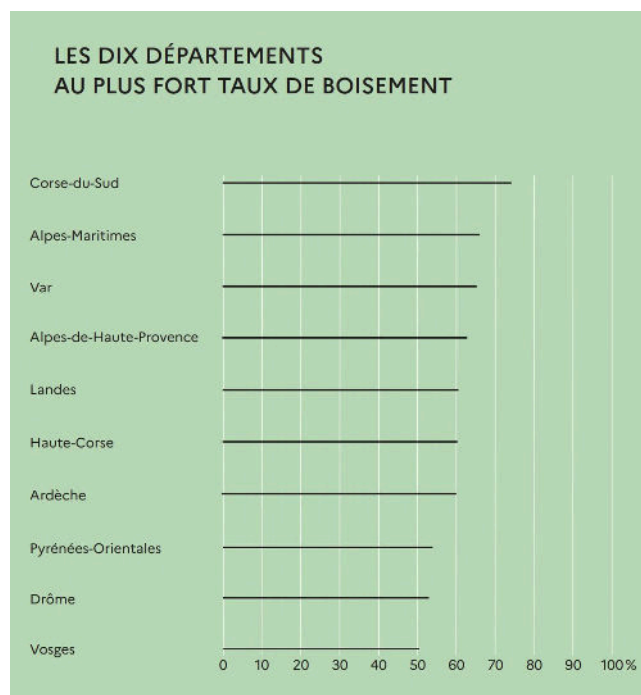 LES DIX DÉPARTEMENTS
AU PLUS FORT TAUX DE BOISEMENT
Corse-du-Sud
Alpes-Maritimes
Var
Alpes-de-Haute-Provence
Landes
Haute-Corse
Ardèche
Pyrénées-Orientales
Drôme
Vosges
0 10 20 30 40 50 60 70 80 90 100%